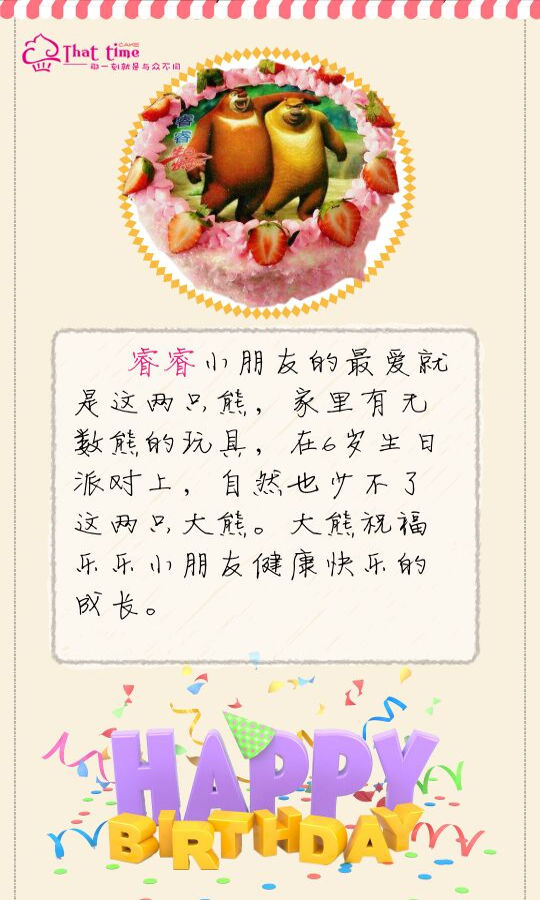 That time
CAKE
那一刻就是与众不同
睿睿
睿睿小朋友的最爱就
是这两只熊，家里有无
数熊的玩具，在6岁生日
派对上，自然也少不了
这两只大熊。大熊祝福
乐乐小朋友健康快乐的
成长。
HAPPY
BIRTHDAY